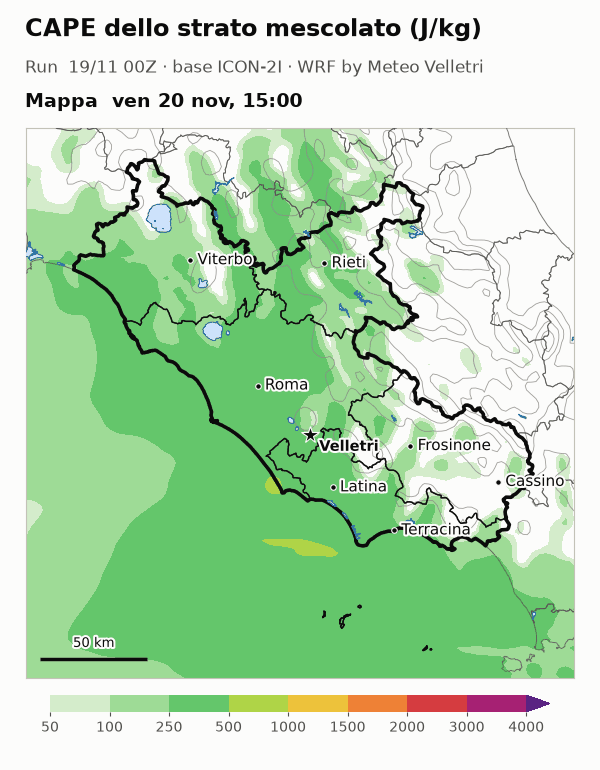 CAPE dello strato mescolato (J/kg)
Run  19/11 00Z · base ICON-2I · WRF by Meteo Velletri
Mappa  ven 20 nov, 15:00
Viterbo
Rieti
Roma
Velletri
Frosinone
Cassino
Latina
Terracina
50 km
50 100 250 500 1000 1500 2000 3000 4000